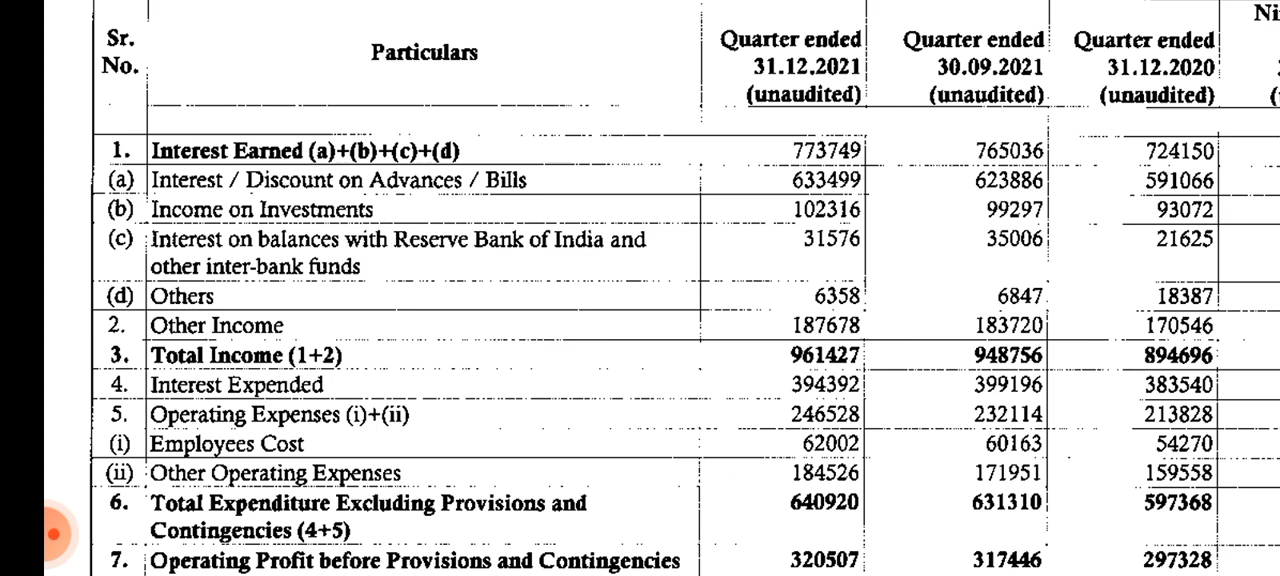 Ni
Sr. No. Particulars Quarter ended 31.12.2021 (unaudited) Quarter ended 30.09.2021 (unaudited) Quarter ended 31.12.2020 (unaudited)
1. Interest Earned (a)+(b)+(c)+(d) 773749 765036 724150
(a) Interest / Discount on Advances / Bills 633499 623886 591066
(b) Income on Investments 102316 99297 93072
(c) Interest on balances with Reserve Bank of India and 31576 35006 21625
other inter-bank funds
(d) Others 6358 6847 18387
2. Other Income 187678 183720 170546
3. Total Income (1+2) 961427 948756 894696
4. Interest Expended 394392 399196 383540
5. Operating Expenses (i)+(ii) 246528 232114 213828
(i) Employees Cost 62002 60163 54270
(ii) Other Operating Expenses 184526 171951 159558
6. Total Expenditure Excluding Provisions and 640920 631310 597368
Contingencies (4+5)
7. Operating Profit before Provisions and Contingencies 320507 317446 297328